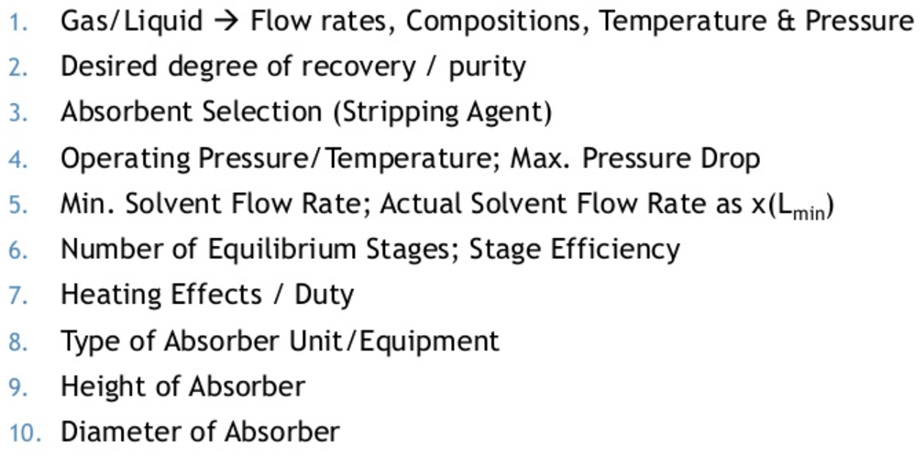 1. Gas/Liquid → Flow rates, Compositions, Temperature & Pressure
2. Desired degree of recovery / purity
3. Absorbent Selection (Stripping Agent)
4. Operating Pressure/Temperature; Max. Pressure Drop
5. Min. Solvent Flow Rate; Actual Solvent Flow Rate as x(Lmin)
6. Number of Equilibrium Stages; Stage Efficiency
7. Heating Effects / Duty
8. Type of Absorber Unit/Equipment
9. Height of Absorber
10. Diameter of Absorber